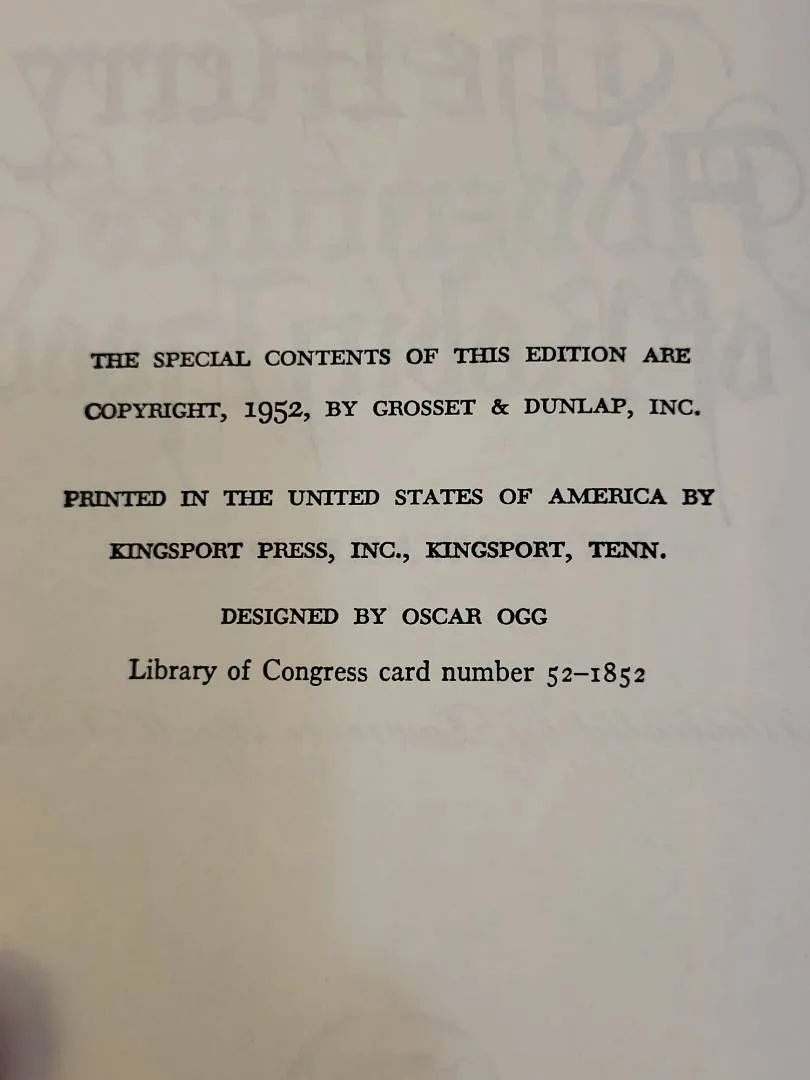 THE SPECIAL CONTENTS OF THIS EDITION ARE
COPYRIGHT, 1952, BY GROSSET & DUNLAP, INC.
PRINTED IN THE UNITED STATES OF AMERICA BY
KINGSPORT PRESS, INC., KINGSPORT, TENN.
DESIGNED BY OSCAR OGG
Library of Congress card number 52–1852